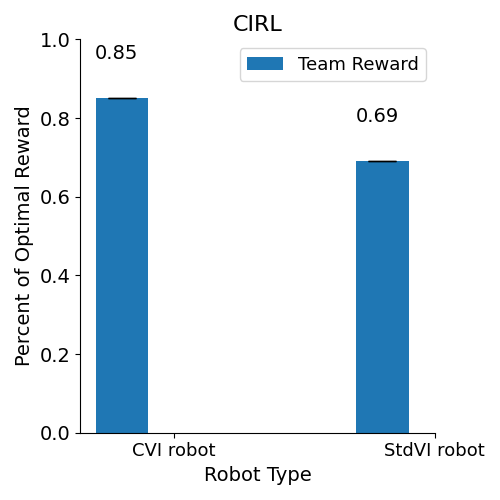 CIRL
1.0
0.85
Team Reward
0.8
0.69
0.6
0.4
0.2
0.0
Percent of Optimal Reward
CVI robot
StdVI robot
Robot Type